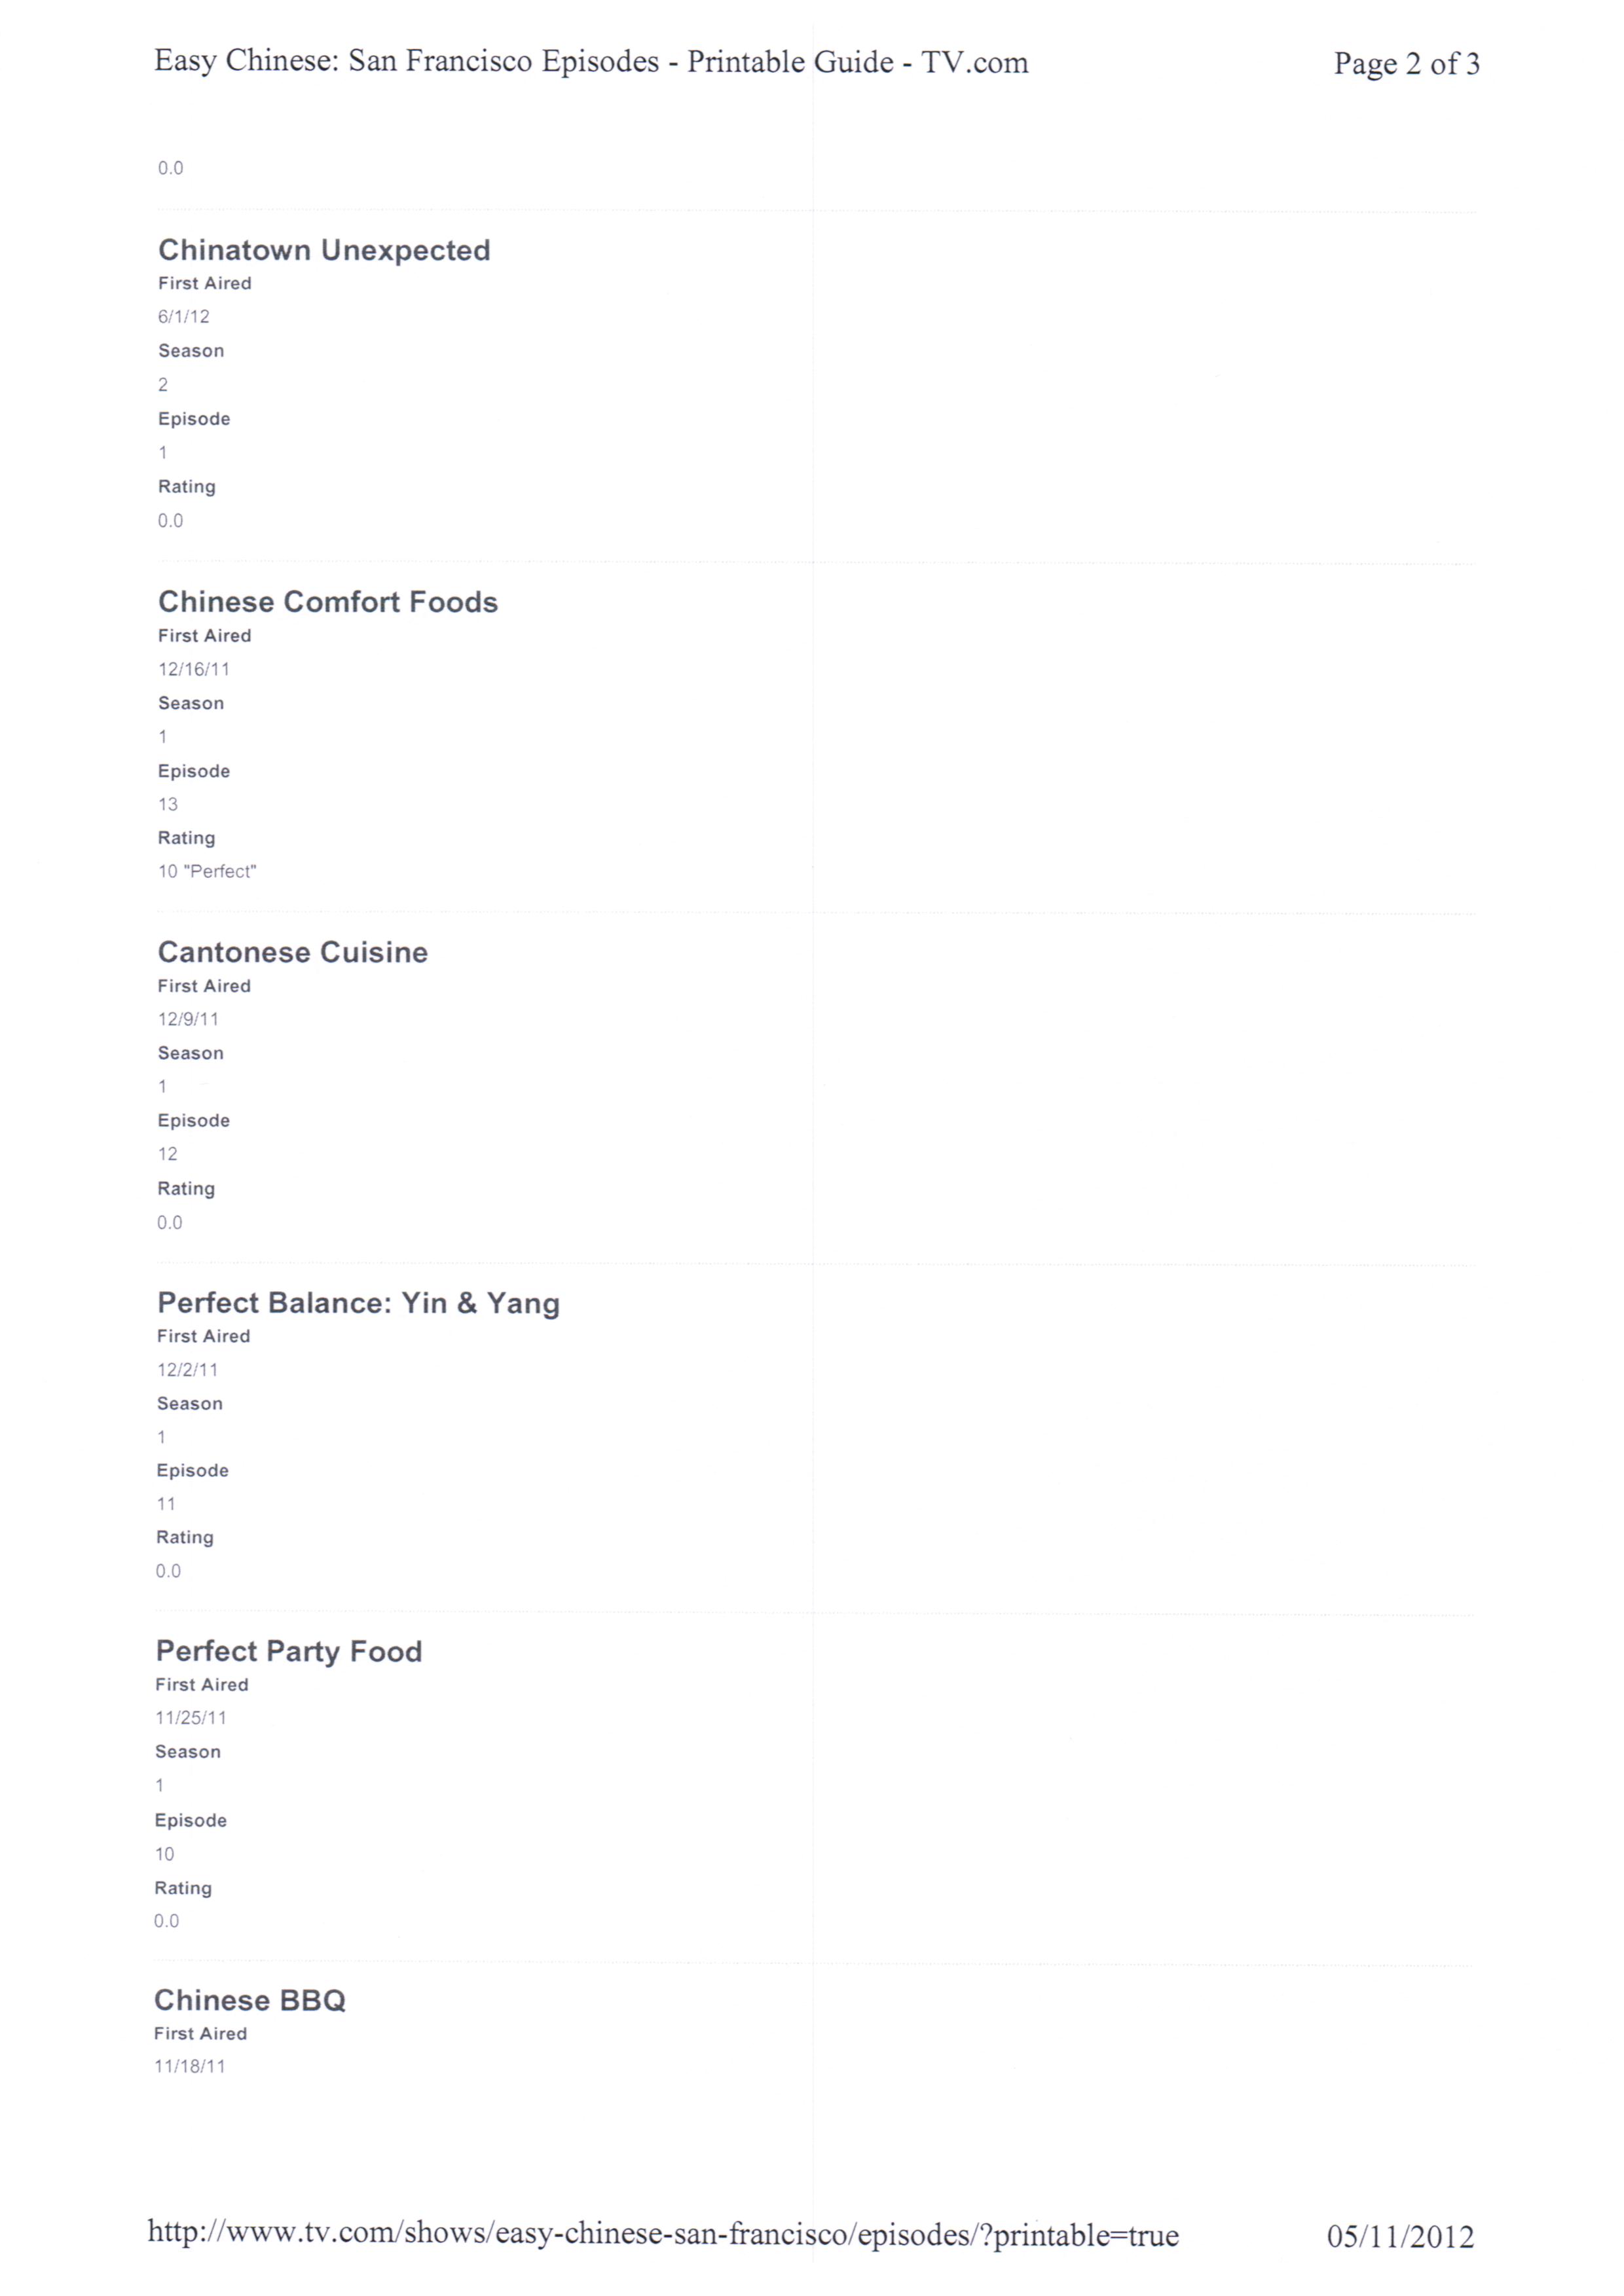 Easy Chinese: San Francisco Episodes - Printable Guide - TV.com Page 2 of 3
0.0
Chinatown Unexpected
First Aired
6/1/12
Season
2
Episode
1
Rating
0.0
Chinese Comfort Foods
First Aired
12/16/11
Season
1
Episode
13
Rating
10 "Perfect"
Cantonese Cuisine
First Aired
12/9/11
Season
1
Episode
12
Rating
0.0
Perfect Balance: Yin & Yang
First Aired
12/2/11
Season
1
Episode
11
Rating
0.0
Perfect Party Food
First Aired
11/25/11
Season
1
Episode
10
Rating
0.0
Chinese BBQ
First Aired
11/18/11
http://www.tv.com/shows/easy-chinese-san-francisco/episodes/?printable=true 05/11/2012